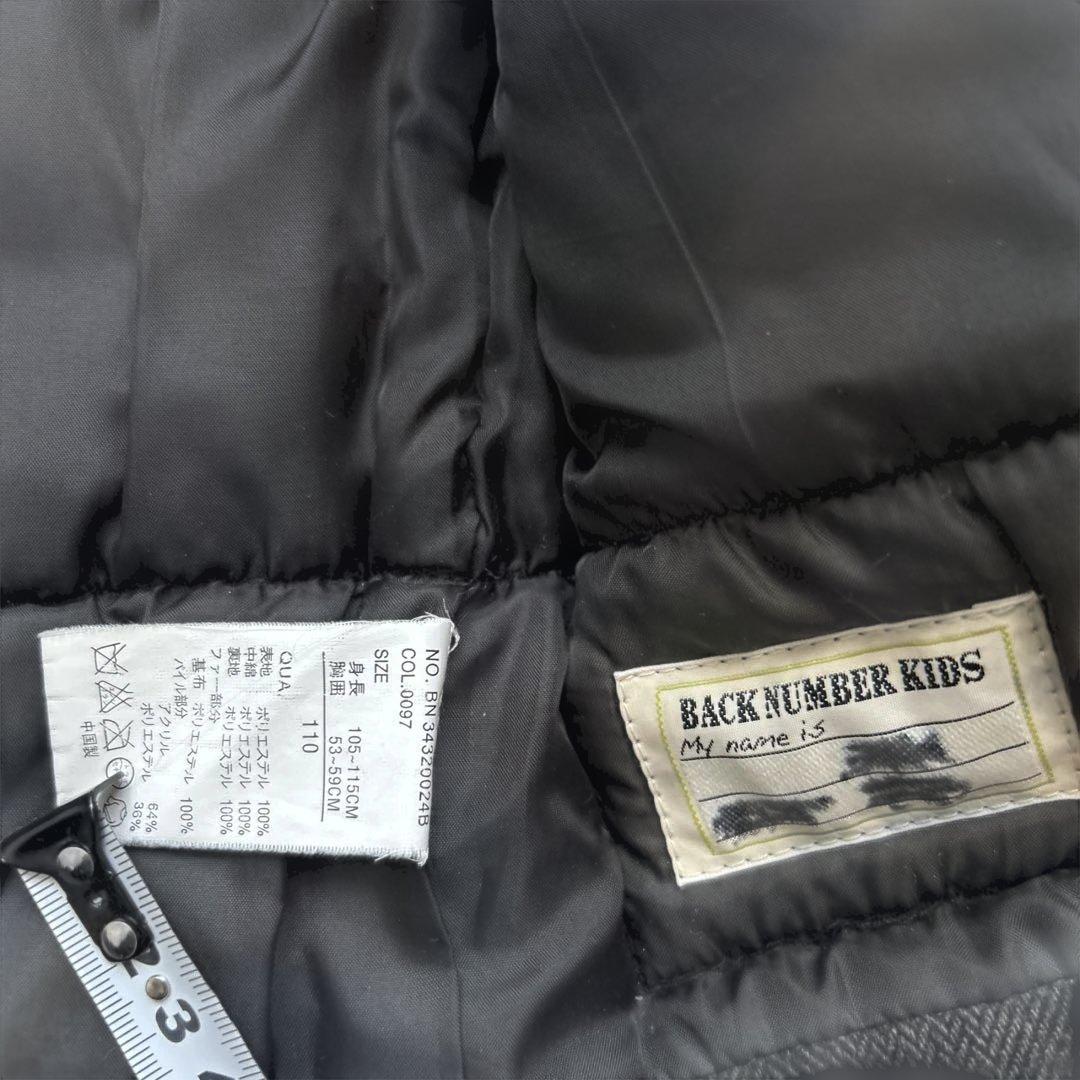 NO. BN34320024B
COL.0097
SIZE
身長 105~115CM
胸囲 53~59CM
110
QUA.
表地 ポリエステル 100%
中綿 ポリエステル 100%
裏地 ポリエステル 100%
ファー部分
基布 ポリエステル 100%
パイル部分
アクリル 64%
ポリエステル 36%
中国製
BACK NUMBER KIDS
My name is
2
3